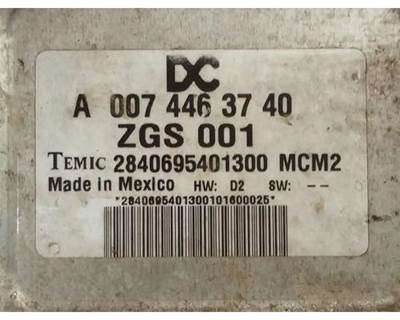 DC
A 007 446 37 40
ZGS 001
TEMIC 2840695401300 MCM2
Made in Mexico HW: D2 SW: --
*2840695401300101600025*